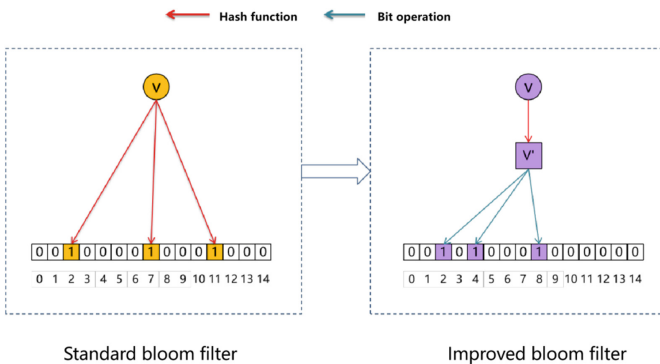 Hash function Bit operation
V V
V'
0 0 1 0 0 0 0 1 0 0 0 1 0 0 0 0 0 1 0 1 0 0 0 1 0 0 0 0 0 0
0 1 2 3 4 5 6 7 8 9 10 11 12 13 14 0 1 2 3 4 5 6 7 8 9 10 11 12 13 14
Standard bloom filter Improved bloom filter